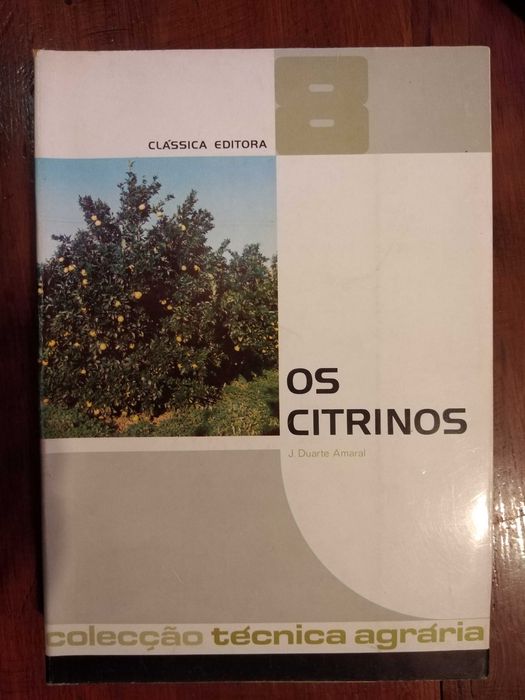 8
CLÁSSICA EDITORA
OS
CITRINOS
J Duarte Amaral
colecção técnica agrária